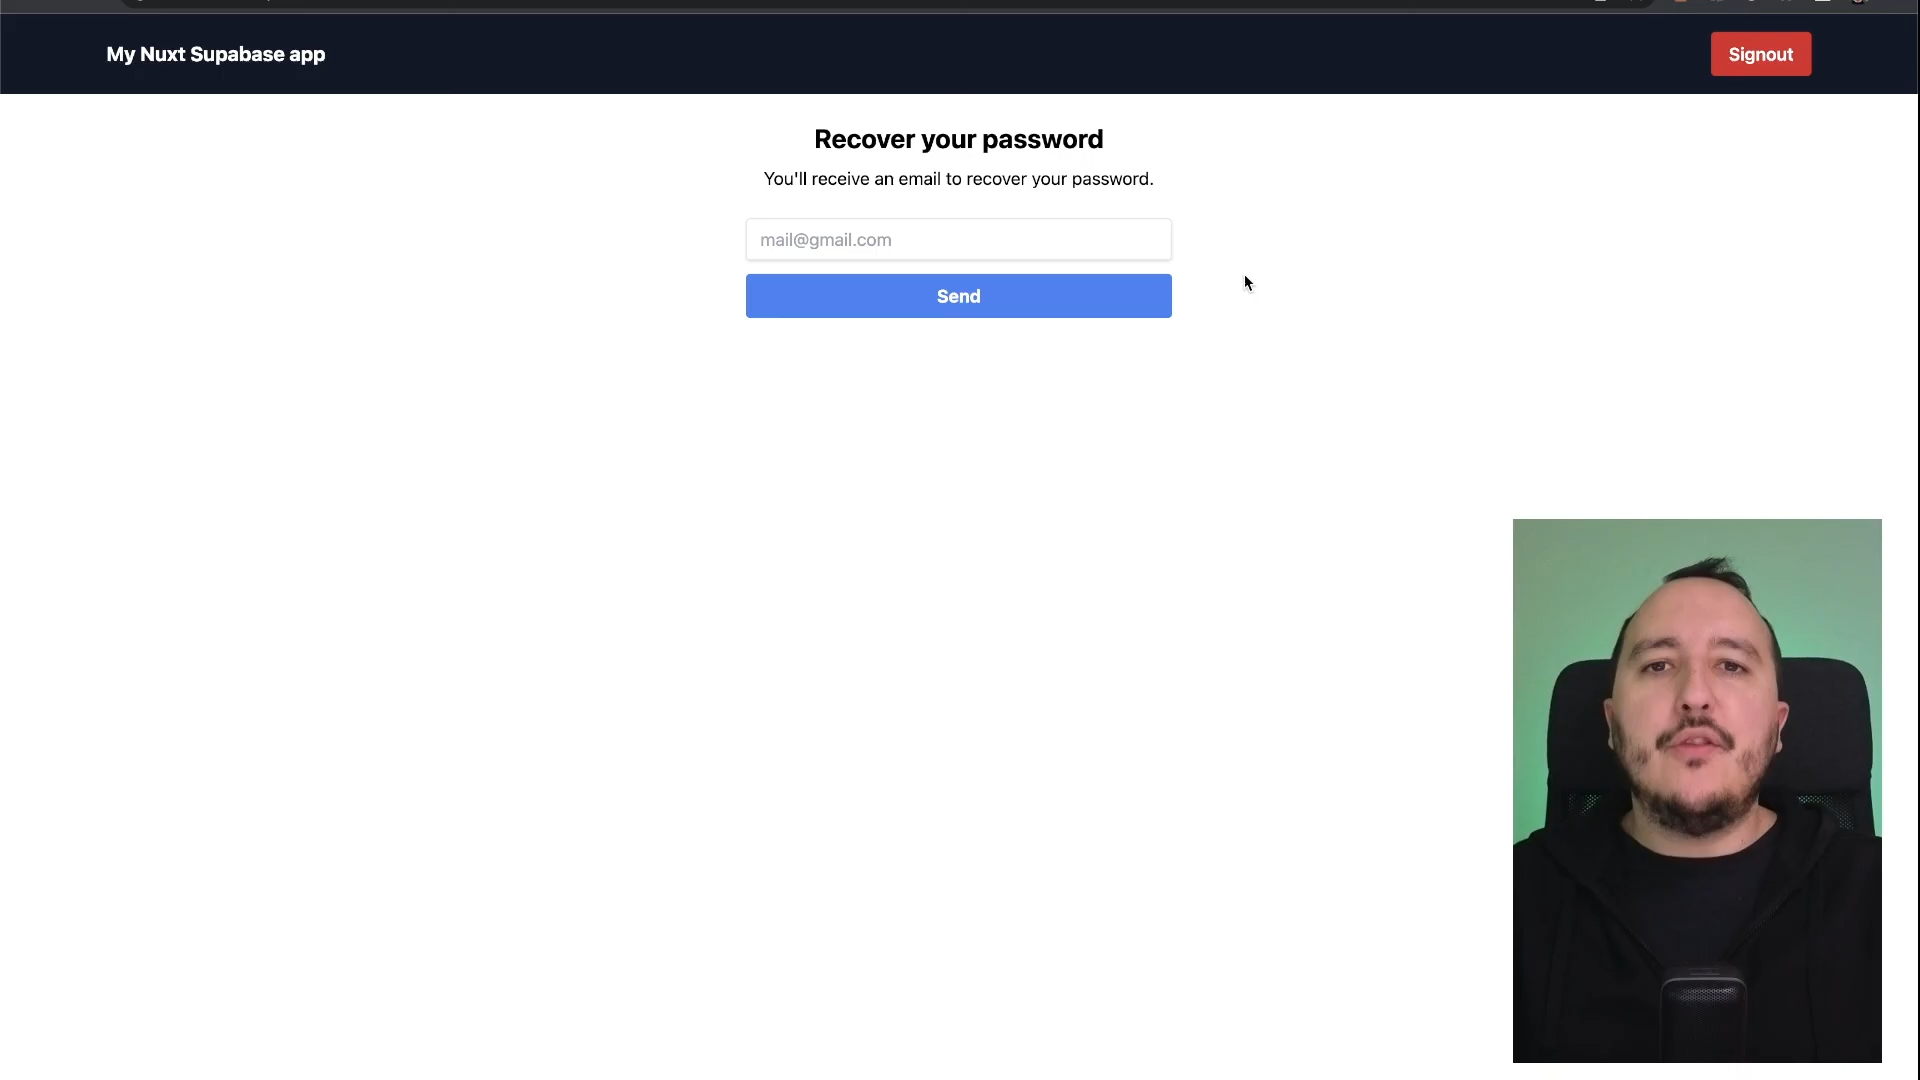 My Nuxt Supabase app
Signout
Recover your password
You'll receive an email to recover your password.
mail@gmail.com
Send